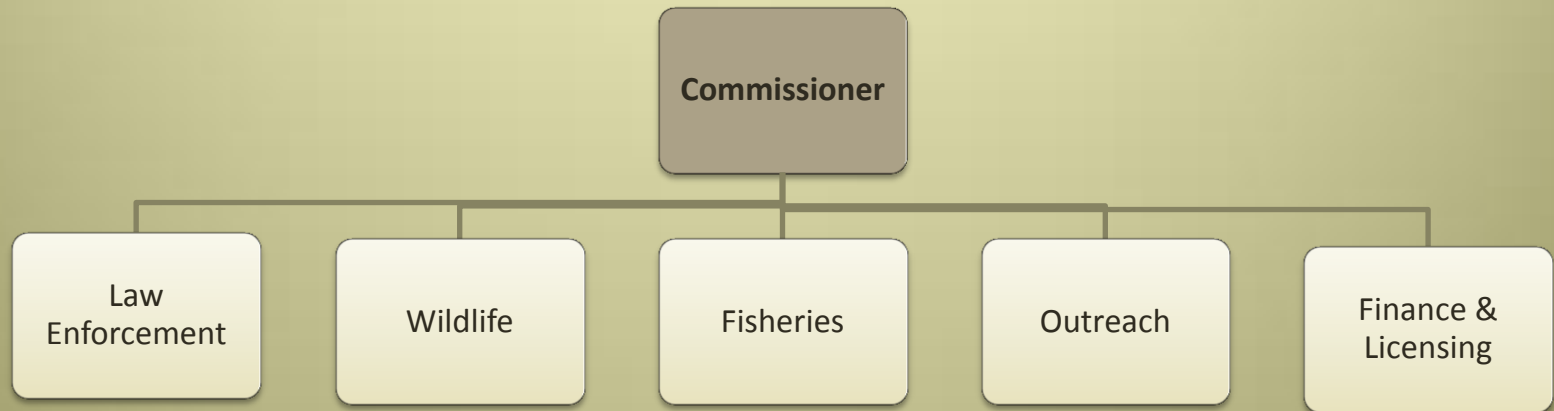 Commissioner
Law
Enforcement
Wildlife
Fisheries
Outreach
Finance &
Licensing